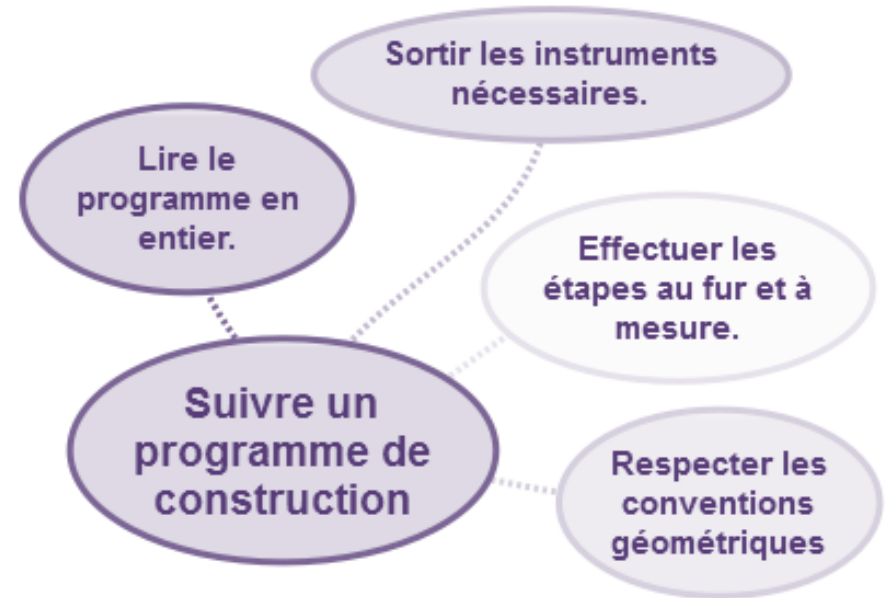 Sortir les instruments
nécessaires.
Lire le
programme en
entier.
Effectuer les
étapes au fur et à
mesure.
Suivre un
programme de
construction
Respecter les
conventions
géométriques